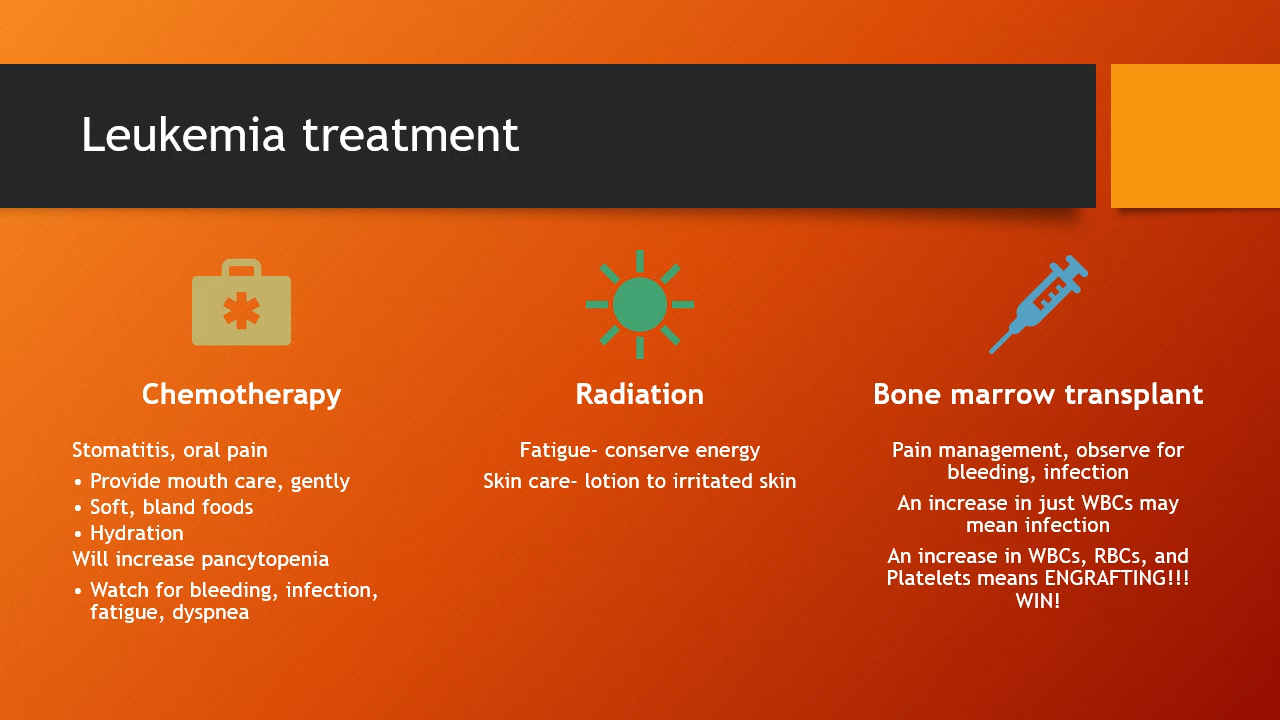 Leukemia treatment
Chemotherapy
Stomatitis, oral pain
• Provide mouth care, gently
• Soft, bland foods
• Hydration
Will increase pancytopenia
• Watch for bleeding, infection,
fatigue, dyspnea
Radiation
Fatigue- conserve energy
Skin care- lotion to irritated skin
Bone marrow transplant
Pain management, observe for
bleeding, infection
An increase in just WBCs may
mean infection
An increase in WBCs, RBCs, and
Platelets means ENGRAFTING!!!
WIN!